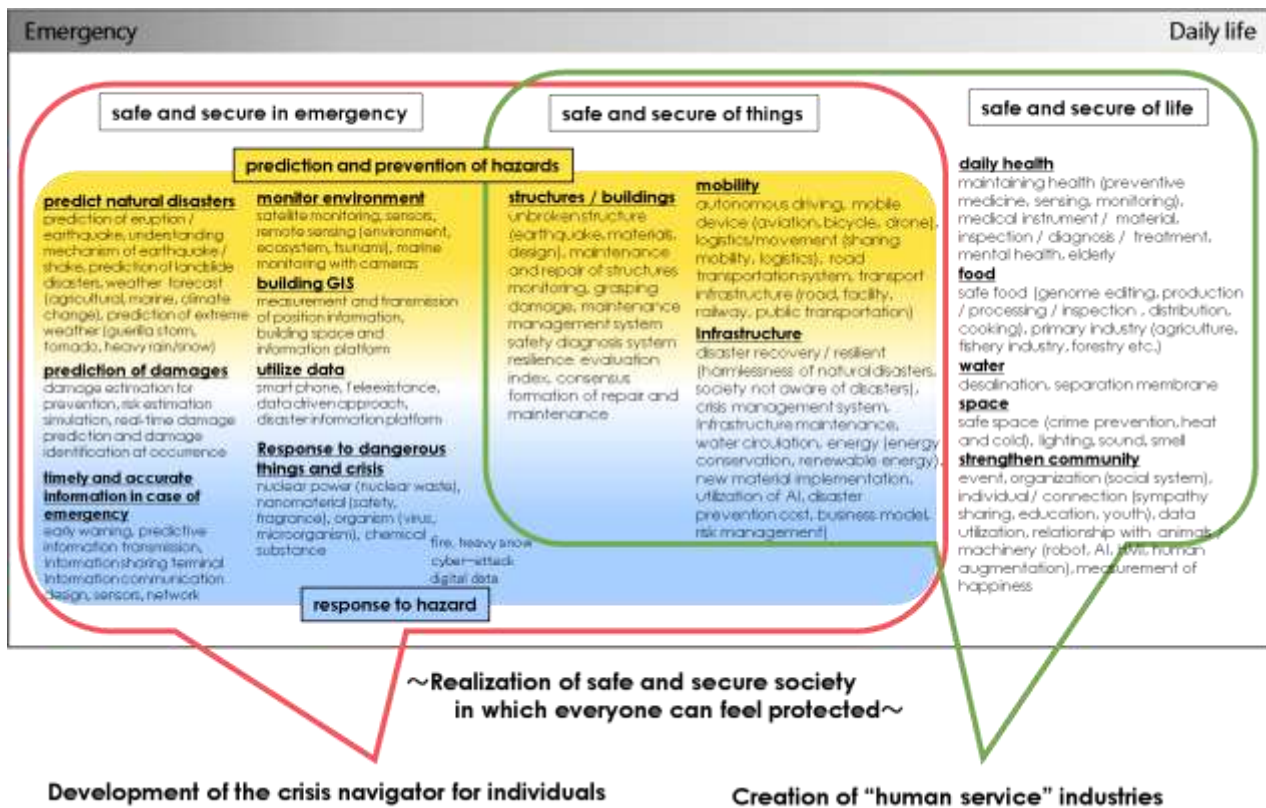 Emergency
Daily life
safe and secure in emergency
safe and secure of things
safe and secure of life
prediction and prevention of hazards
predict natural disasters
prediction of eruption /
earthquake, understanding
mechanism of earthquake /
shake, prediction of landslide
disasters, weather forecast
(agricultural, marine, climate
change), prediction of extreme
weather (guerilla storm,
tornado, heavy rain/snow)
prediction of damages
damage estimation for
prevention, risk estimation
simulation, real-time damage
prediction and damage
identification at occurrence
timely and accurate
information in case of
emergency
early warning, predictive
information transmission,
Information sharing terminal
Information communication
design, sensors, network
monitor environment
satellite monitoring, sensors,
remote sensing (environment,
ecosystem, tsunami), marine
monitoring with cameras
building GIS
measurement and transmission
of position information,
building space and
information platform
utilize data
smart phone, Teleexistance,
data driven approach,
disaster information platform
Response to dangerous
things and crisis
nuclear power (nuclear waste),
nanomaterial (safety,
fragrance), organism (virus,
microorganism), chemical
substance
fire, heavy snow
cyber-attack
digital data
response to hazard
structures / buildings
unbroken structure
(earthquake, materials,
design), maintenance
and repair of structures
monitoring, grasping
damage, maintenance
management system
safety diagnosis system
resilience evaluation
index, consensus
formation of repair and
maintenance
mobility
autonomous driving, mobile
device (aviation, bicycle, drone),
logistics/movement (sharing
mobility, logistics), road
transportation system, transport
infrastructure (road, facility,
railway, public transportation)
Infrastructure
disaster recovery / resilient
(harmlessness of natural disasters,
society not aware of disasters),
crisis management system,
Infrastructure maintenance,
water circulation, energy (energy
conservation, renewable energy),
new material implementation,
utilization of AI, disaster
prevention cost, business model,
risk management(
daily health
maintaining health (preventive
medicine, sensing, monitoring),
medical instrument / material,
inspection / diagnosis / treatment,
mental health, elderly
food
safe food (genome editing, production
/ processing / inspection , distribution,
cooking), primary industry (agriculture,
fishery industry, forestry etc.)
water
desalination, separation membrane
space
safe space (crime prevention, heat
and cold), lighting, sound, smell
strengthen community
event, organization (social system),
individual / connection (sympathy
sharing, education, youth), data
utilization, relationship with animals /
machinery (robot, AI, HMI, human
augmentation), measurement of
happiness
～Realization of safe and secure society
in which everyone can feel protected～
Development of the crisis navigator for individuals
Creation of "human service" industries